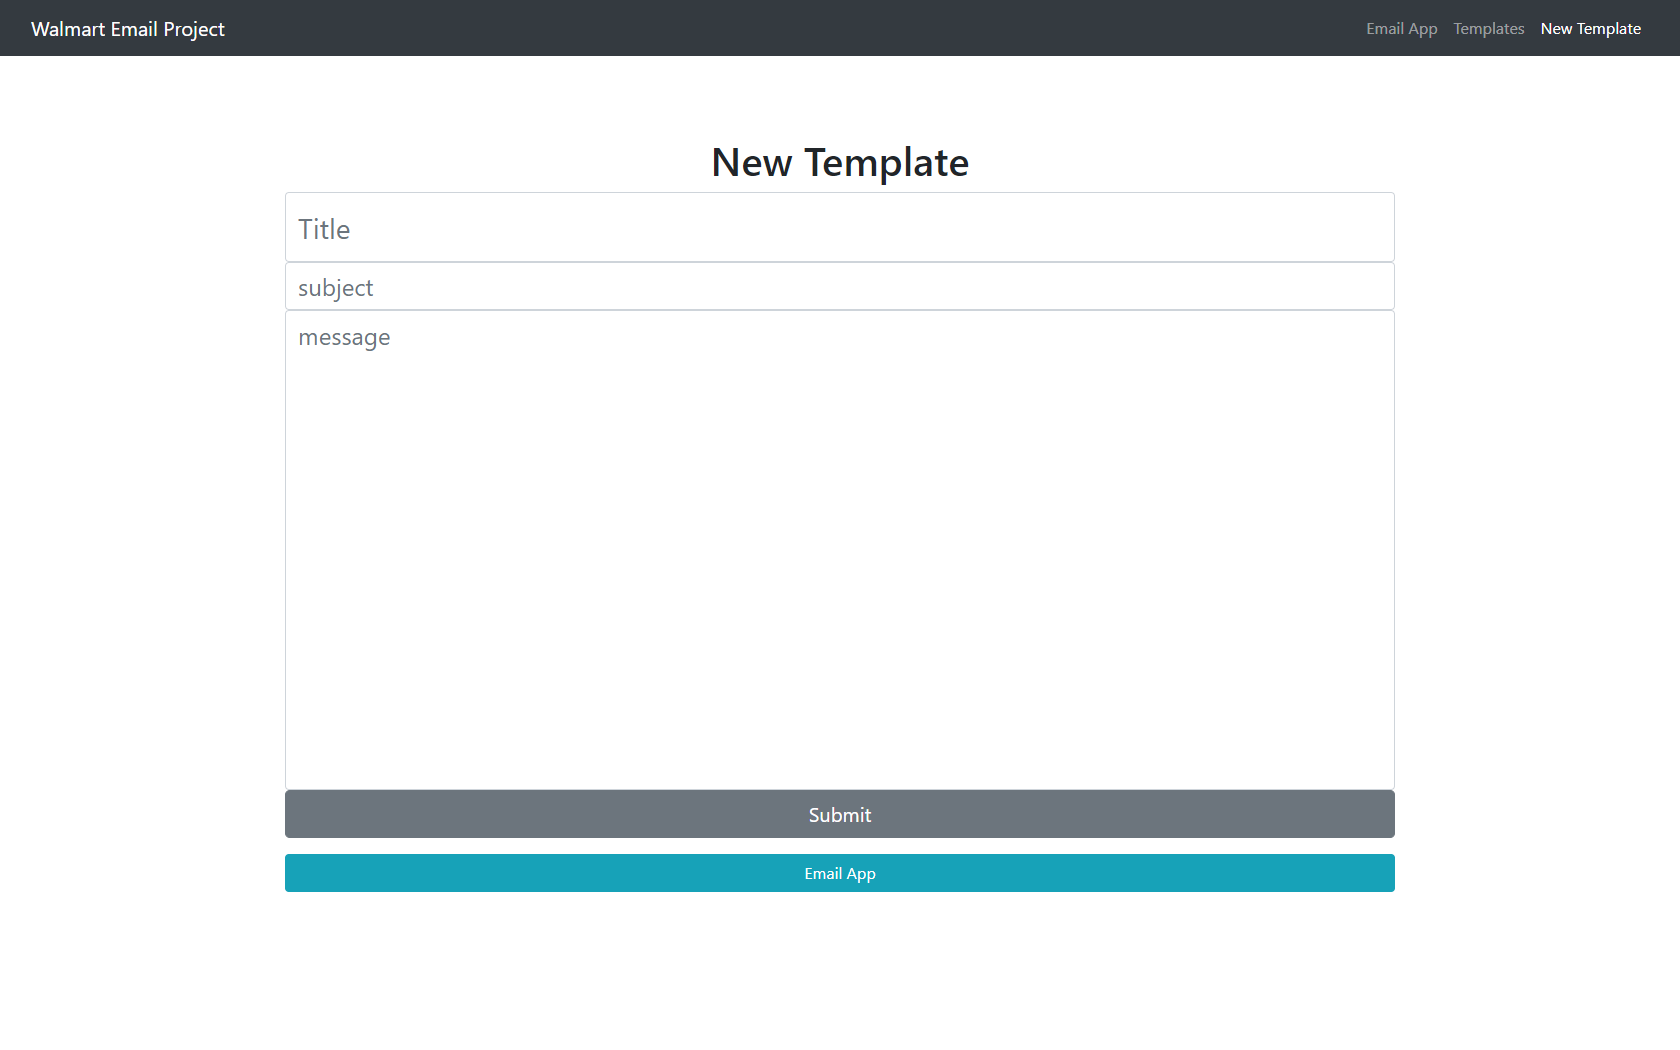 Walmart Email Project
Email App Templates New Template
New Template
Title
subject
message
Submit
Email App